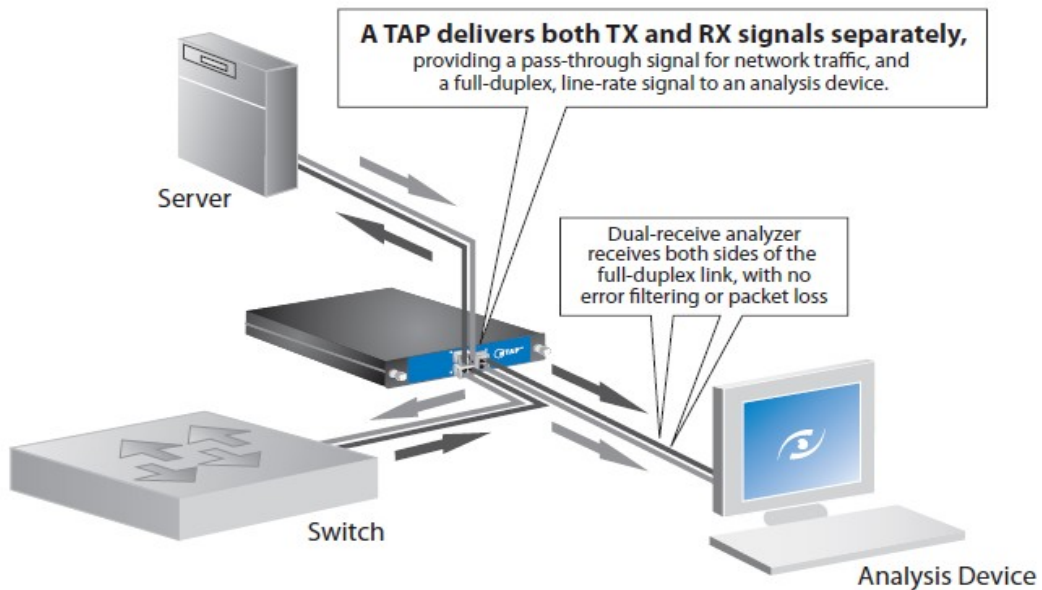 A TAP delivers both TX and RX signals separately,
providing a pass-through signal for network traffic, and
a full-duplex, line-rate signal to an analysis device.
Server
Dual-receive analyzer
receives both sides of the
full-duplex link, with no
error filtering or packet loss
TAP
Switch
Analysis Device